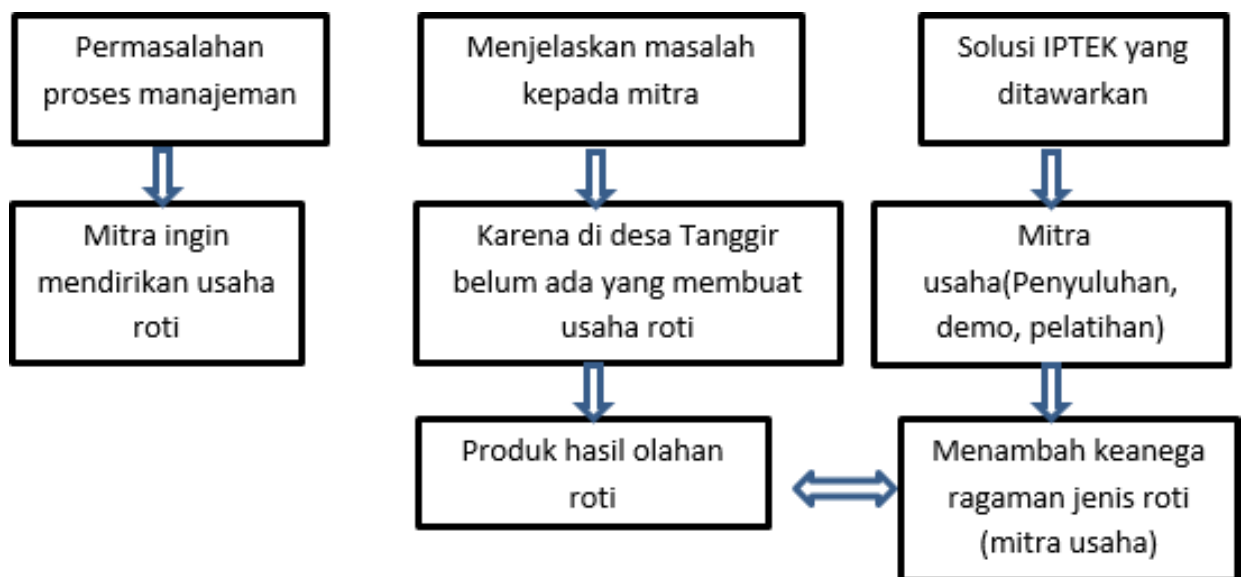 Permasalahan
proses manajeman
Menjelaskan masalah
kepada mitra
Solusi IPTEK yang
ditawarkan
Mitra ingin
mendirikan usaha
roti
Karena di desa Tanggir
belum ada yang membuat
usaha roti
Mitra
usaha(Penyuluhan,
demo, pelatihan)
Produk hasil olahan
roti
Menambah keanega
ragaman jenis roti
(mitra usaha)